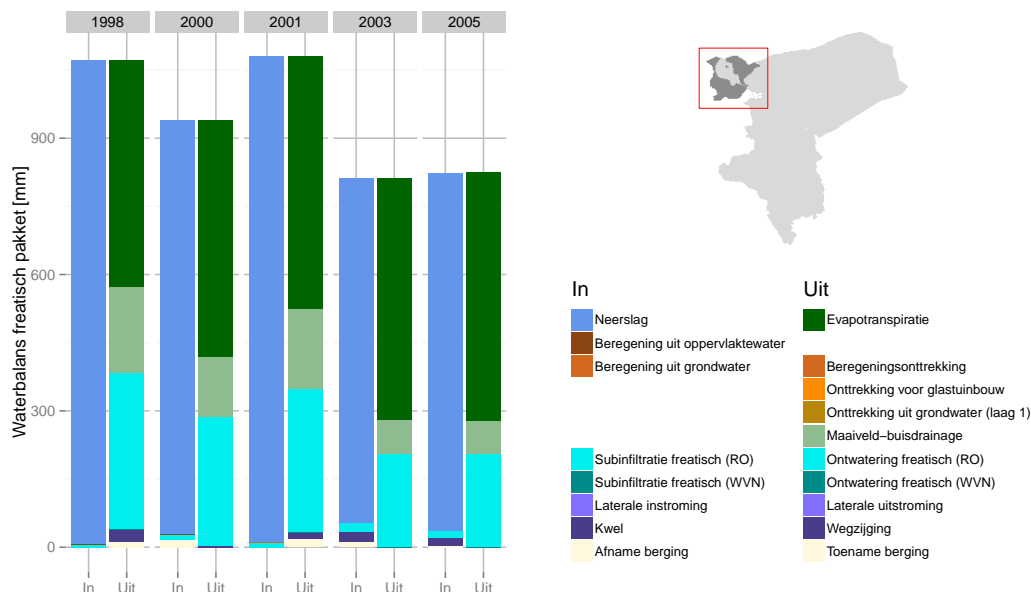 1998 2000 2001 2003 2005
Waterbalans freatisch pakket [mm]
900
600
300
0
In Uit In Uit In Uit In Uit In Uit
In
Neerslag
Beregening uit oppervlaktewater
Beregening uit grondwater
Subinfiltratie freatisch (RO)
Subinfiltratie freatisch (WVN)
Laterale instroming
Kwel
Afname berging
Uit
Evapotranspiratie
Beregeningsonttrekking
Onttrekking voor glastuinbouw
Onttrekking uit grondwater (laag 1)
Maaiveld−buisdrainage
Ontwatering freatisch (RO)
Ontwatering freatisch (WVN)
Laterale uitstroming
Wegzijging
Toename berging